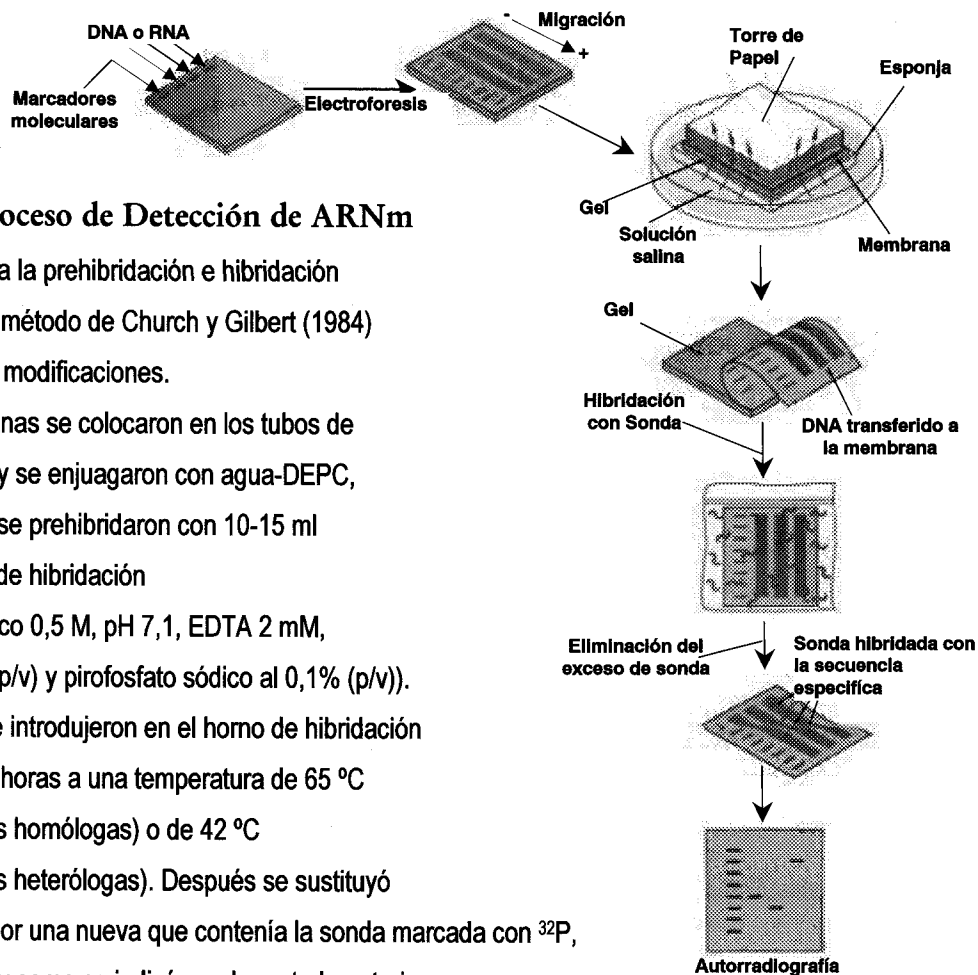 DNA o RNA
Marcadores
moleculares
Electroforesis
-
Migración
+
Torre de
Papel
Esponja
Gel
Solución
salina
Membrana
Gel
Hibridación
con Sonda
DNA transferido a
la membrana
Eliminación del
exceso de sonda
Sonda hibridada con
la secuencia
especifíca
Autorradiografía
oceso de Detección de ARNm
a la prehibridación e hibridación
método de Church y Gilbert (1984)
modificaciones.
nas se colocaron en los tubos de
y se enjuagaron con agua-DEPC,
se prehibridaron con 10-15 ml
de hibridación
co 0,5 M, pH 7,1, EDTA 2 mM,
p/v) y pirofosfato sódico al 0,1% (p/v)).
e introdujeron en el horno de hibridación
horas a una temperatura de 65 ºC
s homólogas) o de 42 ºC
s heterólogas). Después se sustituyó
or una nueva que contenía la sonda marcada con ³²P,